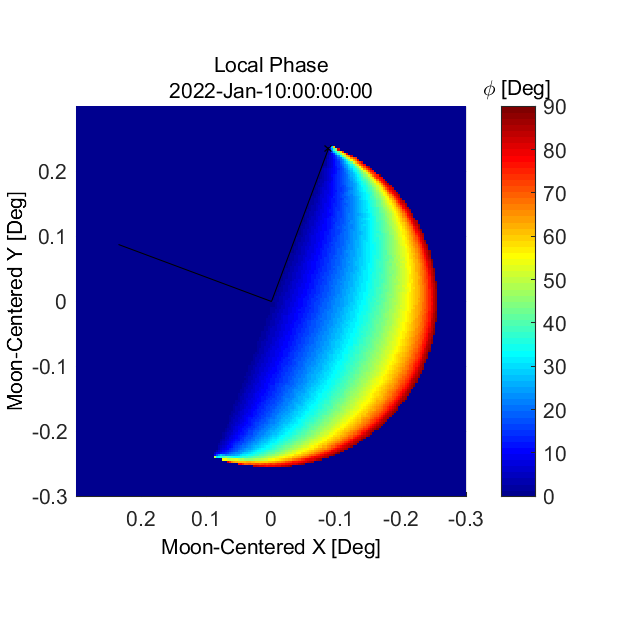 Local Phase
2022-Jan-10:00:00:00
ϕ [Deg]
90
80
70
60
50
40
30
20
10
0
Moon-Centered Y [Deg]
0.2
0.1
0
-0.1
-0.2
-0.3
0.2 0.1 0 -0.1 -0.2 -0.3
Moon-Centered X [Deg]